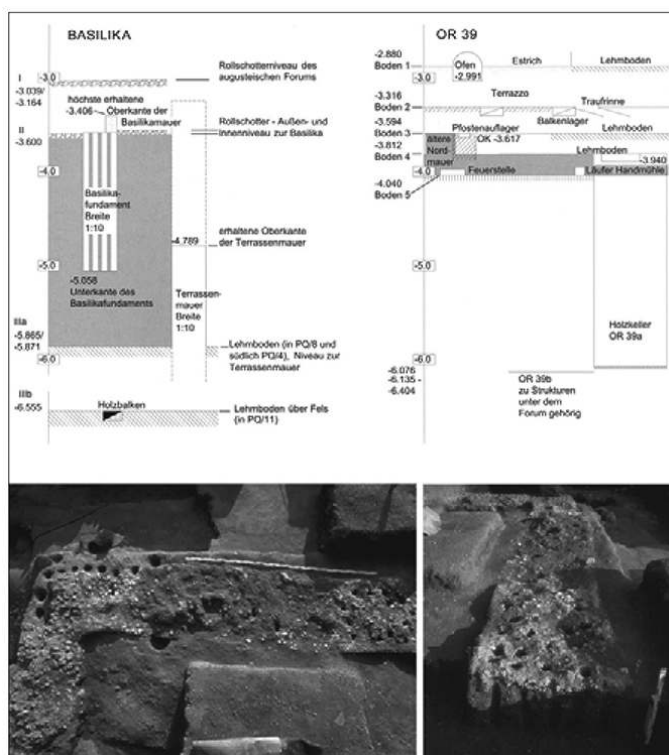 BASILIKA
I
-3.0
-3.039/
-3.164
Rollschotterniveau des
augusteischen Forums
höchste erhaltene
-3.406
Oberkante der
Basilikamauer
II
-3.600
Rollschotter - Außen- und
innenniveau zu Basilika
-4.0
Basilika-
fundament
Breite
1:10
-4.789
erhaltene Oberkante
der Terrassenmauer
-5.0
-5.058
Unterkante des
Basilikafundaments
Terrassen-
mauer
Breite
1:10
IIIa
-5.865/
-5.871
-6.0
Lehmboden (in PQ/8 und
südlich PQ/4), Niveau zur
Terrassenmauer
IIIb
-6.555
Holzbalken
Lehmboden über Fels
(in PQ/11)
OR 39
-2.880
Boden 1
-3.0
Ofen
-2.991
Estrich
Lehmboden
-3.316
Boden 2
Terrazzo
Traufrinne
Balkenlager
-3.594
Boden 3
Pfostenauflager
OK -3.617
Lehmboden
-3.812
Boden 4
ältere
Nord-
mauer
Lehmboden
-3.940
-4.0
Feuerstelle
Läufer Handmühle
-4.040
Boden 5
-5.0
Holzkeller
OR 39a
-6.0
-6.076
-6.135
-6.404
OR 39b
zu Strukturen
unter dem
Forum gehörig